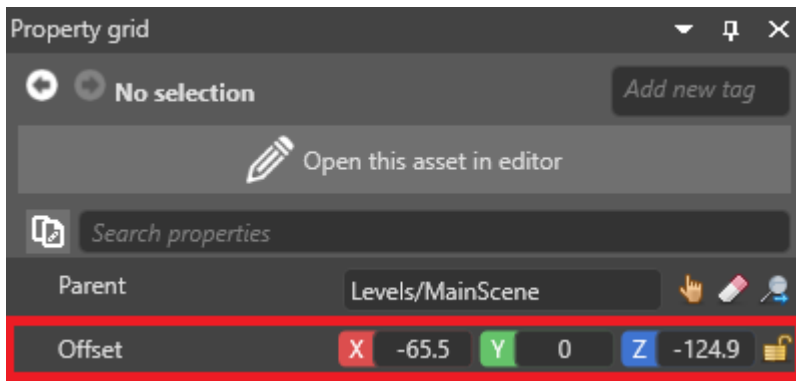 Property grid
No selection
Add new tag
Open this asset in editor
Search properties
Parent Levels/MainScene
Offset X -65.5 Y 0 Z -124.9